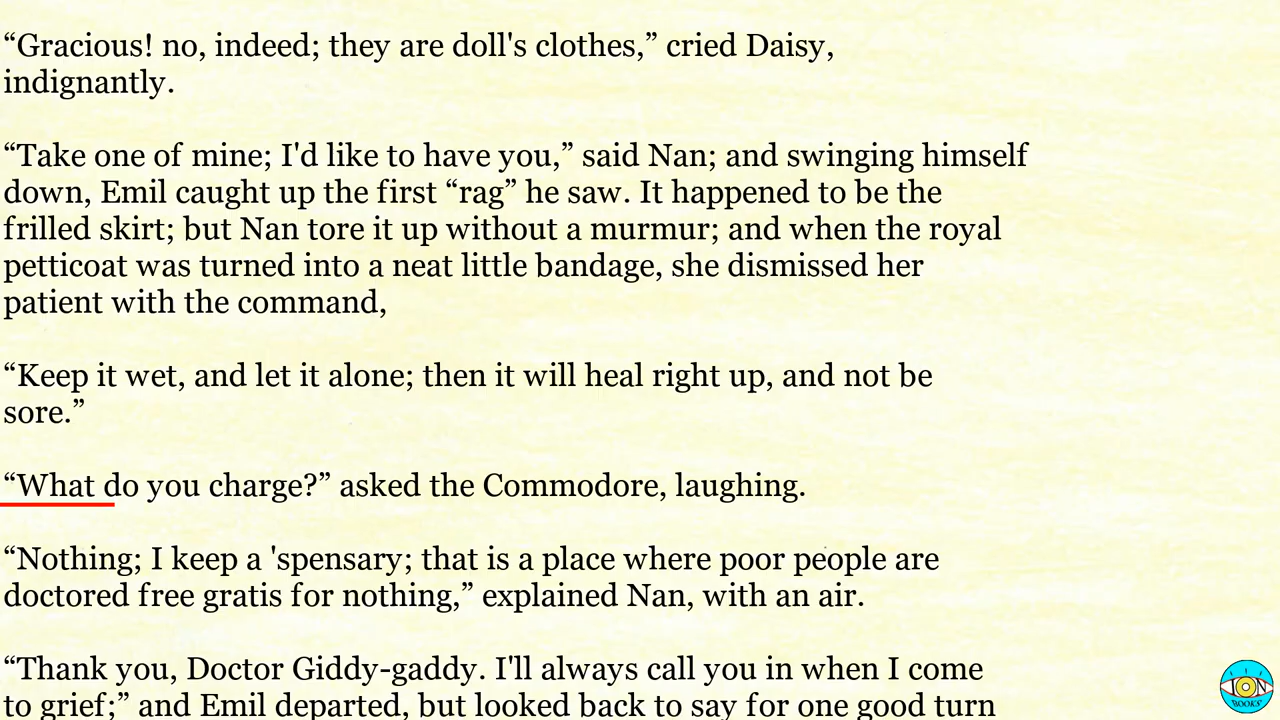 “Gracious! no, indeed; they are doll's clothes,” cried Daisy,
indignantly.
“Take one of mine; I'd like to have you,” said Nan; and swinging himself
down, Emil caught up the first “rag” he saw. It happened to be the
frilled skirt; but Nan tore it up without a murmur; and when the royal
petticoat was turned into a neat little bandage, she dismissed her
patient with the command,
“Keep it wet, and let it alone; then it will heal right up, and not be
sore.”
“What do you charge?” asked the Commodore, laughing.
“Nothing; I keep a 'spensary; that is a place where poor people are
doctored free gratis for nothing,” explained Nan, with an air.
“Thank you, Doctor Giddy-gaddy. I'll always call you in when I come
to grief;” and Emil departed, but looked back to say for one good turn
ION
BOOKS